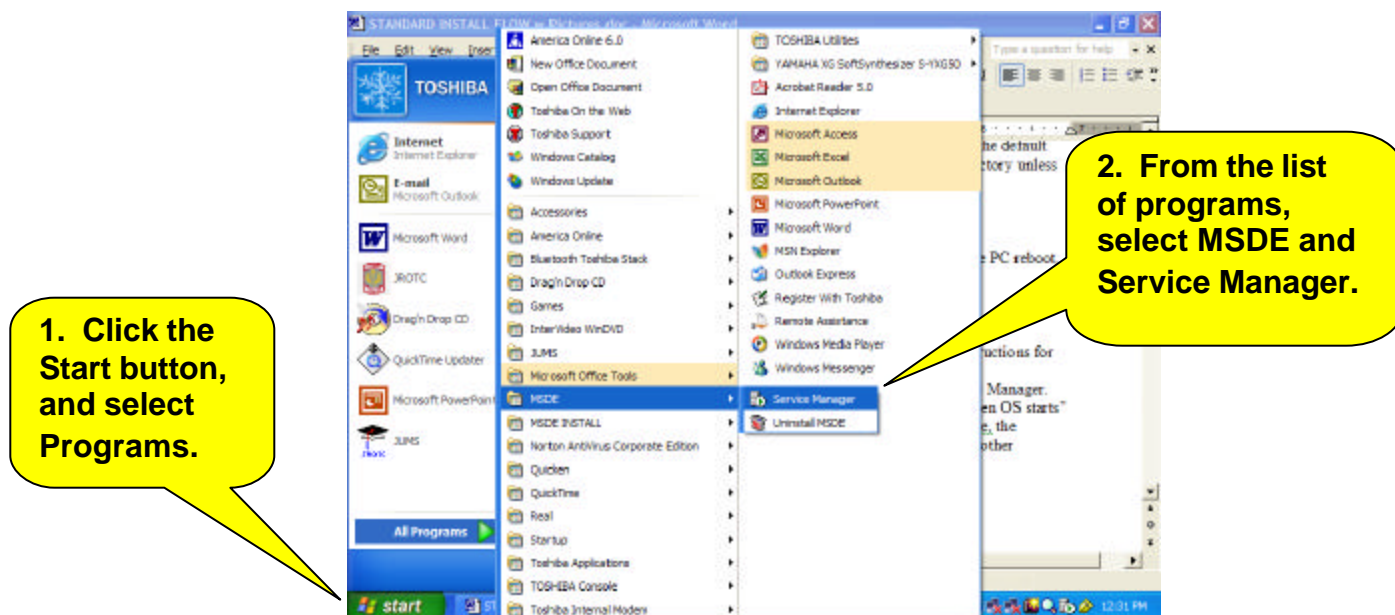 STANDARD INSTALL FLOW w Pictures.doc - Microsoft Word
File Edit View Inser
Type a question for help
TOSHIBA
Internet
Internet Explorer
E-mail
Microsoft Outlook
Microsoft Word
JROTC
Drag'n Drop CD
QuickTime Updater
Microsoft PowerPoint
JUMS
All Programs
start
America Online 6.0
New Office Document
Open Office Document
Toshiba On the Web
Toshiba Support
Windows Catalog
Windows Update
Accessories
America Online
Bluetooth Toshiba Stack
Drag'n Drop CD
Games
InterVideo WinDVD
JUMS
Microsoft Office Tools
MSDE
MSDE INSTALL
Norton AntiVirus Corporate Edition
Quicken
QuickTime
Real
Startup
Toshiba Applications
TOSHIBA Console
Toshiba Internal Modem
TOSHIBA Utilities
YAMAHA XG SoftSynthesizer S-YXG50
Acrobat Reader 5.0
Internet Explorer
Microsoft Access
Microsoft Excel
Microsoft Outlook
Microsoft PowerPoint
Microsoft Word
MSN Explorer
Outlook Express
Register With Toshiba
Remote Assistance
Windows Media Player
Windows Messenger
Service Manager
Uninstall MSDE
he default
ctory unless
e PC reboot
uctions for
Manager.
en OS starts"
e, the
other
12:31 PM
1. Click the
Start button,
and select
Programs.
2. From the list
of programs,
select MSDE and
Service Manager.